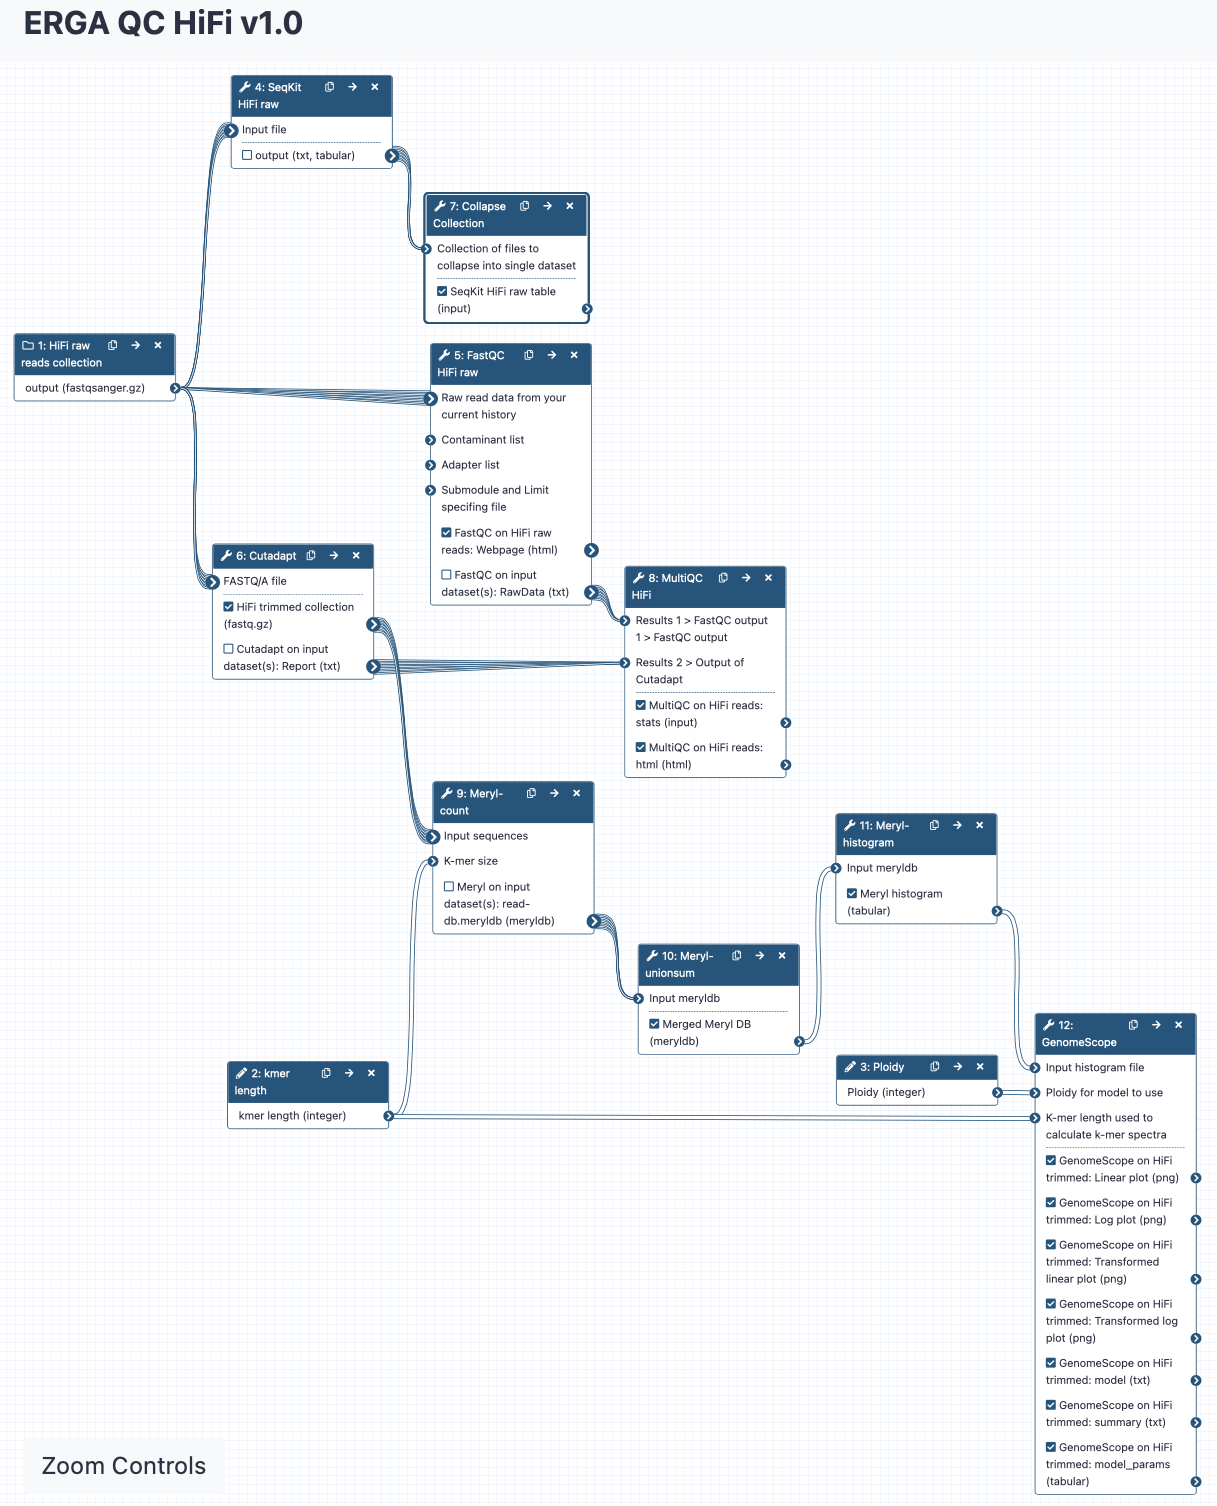 ERGA QC HiFi v1.0
4: SeqKit
HiFi raw
Input file
output (txt, tabular)
7: Collapse
Collection
Collection of files to
collapse into single dataset
SeqKit HiFi raw table
(input)
1: HiFi raw
reads collection
output (fastqsanger.gz)
5: FastQC
HiFi raw
Raw read data from your
current history
Contaminant list
Adapter list
Submodule and Limit
specifing file
FastQC on HiFi raw
reads: Webpage (html)
FastQC on input
dataset(s): RawData (txt)
6: Cutadapt
FASTQ/A file
HiFi trimmed collection
(fastq.gz)
Cutadapt on input
dataset(s): Report (txt)
8: MultiQC
HiFi
Results 1 > FastQC output
1 > FastQC output
Results 2 > Output of
Cutadapt
MultiQC on HiFi reads:
stats (input)
MultiQC on HiFi reads:
html (html)
9: Meryl-
count
Input sequences
K-mer size
Meryl on input
dataset(s): read-
db.meryldb (meryldb)
11: Meryl-
histogram
Input meryldb
Meryl histogram
(tabular)
10: Meryl-
unionsum
Input meryldb
Merged Meryl DB
(meryldb)
2: kmer
length
kmer length (integer)
3: Ploidy
Ploidy (integer)
12:
GenomeScope
Input histogram file
Ploidy for model to use
K-mer length used to
calculate k-mer spectra
GenomeScope on HiFi
trimmed: Linear plot (png)
GenomeScope on HiFi
trimmed: Log plot (png)
GenomeScope on HiFi
trimmed: Transformed
linear plot (png)
GenomeScope on HiFi
trimmed: Transformed log
plot (png)
GenomeScope on HiFi
trimmed: model (txt)
GenomeScope on HiFi
trimmed: summary (txt)
GenomeScope on HiFi
trimmed: model_params
(tabular)
Zoom Controls